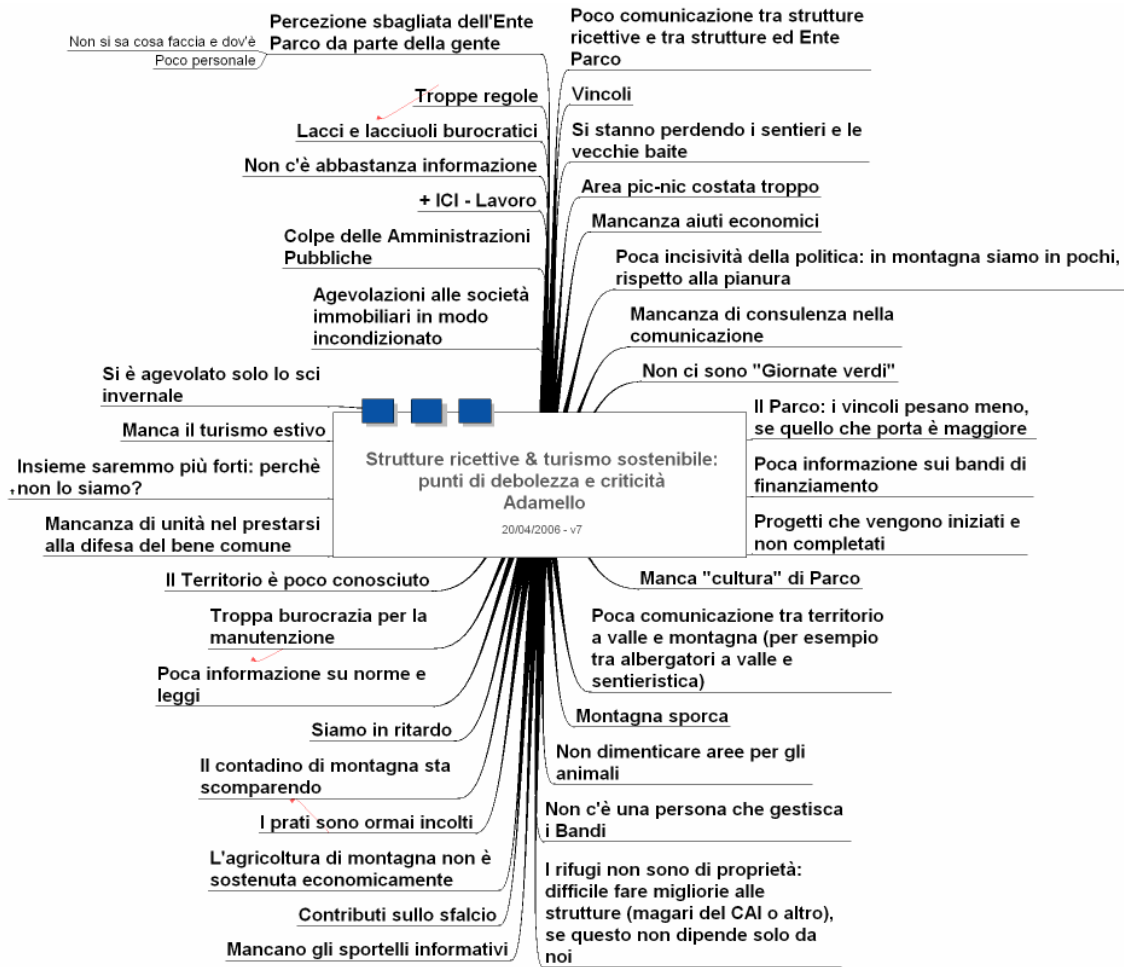 Percezione sbagliata dell'Ente
Parco da parte della gente
Non si sa cosa faccia e dov'è
Poco personale
Troppe regole
Lacci e lacciuoli burocratici
Non c'è abbastanza informazione
+ ICI - Lavoro
Colpe delle Amministrazioni
Pubbliche
Agevolazioni alle società
immobiliari in modo
incondizionato
Si è agevolato solo lo sci
invernale
Manca il turismo estivo
Insieme saremmo più forti: perchè
non lo siamo?
Mancanza di unità nel prestarsi
alla difesa del bene comune
Il Territorio è poco conosciuto
Troppa burocrazia per la
manutenzione
Poca informazione su norme e
leggi
Siamo in ritardo
Il contadino di montagna sta
scomparendo
I prati sono ormai incolti
L'agricoltura di montagna non è
sostenuta economicamente
Contributi sullo sfalcio
Mancano gli sportelli informativi
Strutture ricettive & turismo sostenibile:
punti di debolezza e criticità
Adamello
20/04/2006 - v7
Poco comunicazione tra strutture
ricettive e tra strutture ed Ente
Parco
Vincoli
Si stanno perdendo i sentieri e le
vecchie baite
Area pic-nic costata troppo
Mancanza aiuti economici
Poca incisività della politica: in montagna siamo in pochi,
rispetto alla pianura
Mancanza di consulenza nella
comunicazione
Non ci sono "Giornate verdi"
Il Parco: i vincoli pesano meno,
se quello che porta è maggiore
Poca informazione sui bandi di
finanziamento
Progetti che vengono iniziati e
non completati
Manca "cultura" di Parco
Poca comunicazione tra territorio
a valle e montagna (per esempio
tra albergatori a valle e
sentieristica)
Montagna sporca
Non dimenticare aree per gli
animali
Non c'è una persona che gestisca
i Bandi
I rifugi non sono di proprietà:
difficile fare migliorie alle
strutture (magari del CAI o altro),
se questo non dipende solo da
noi